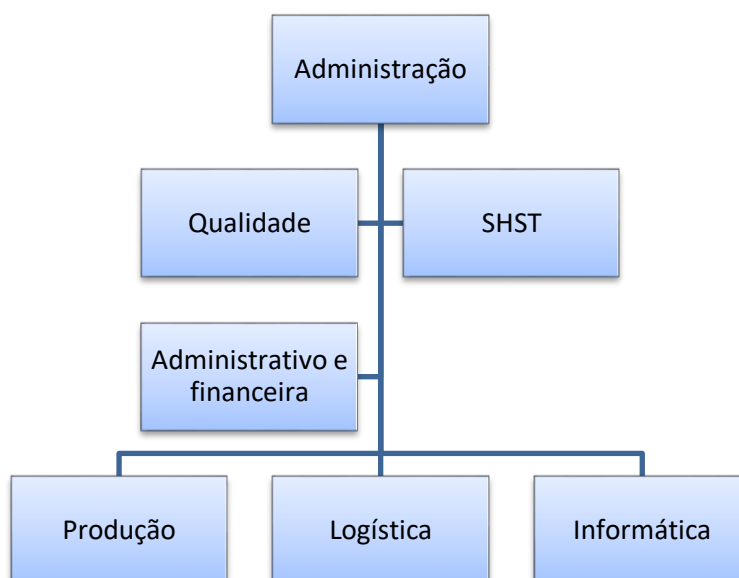 Administração
Qualidade
SHST
Administrativo e
financeira
Produção
Logística
Informática